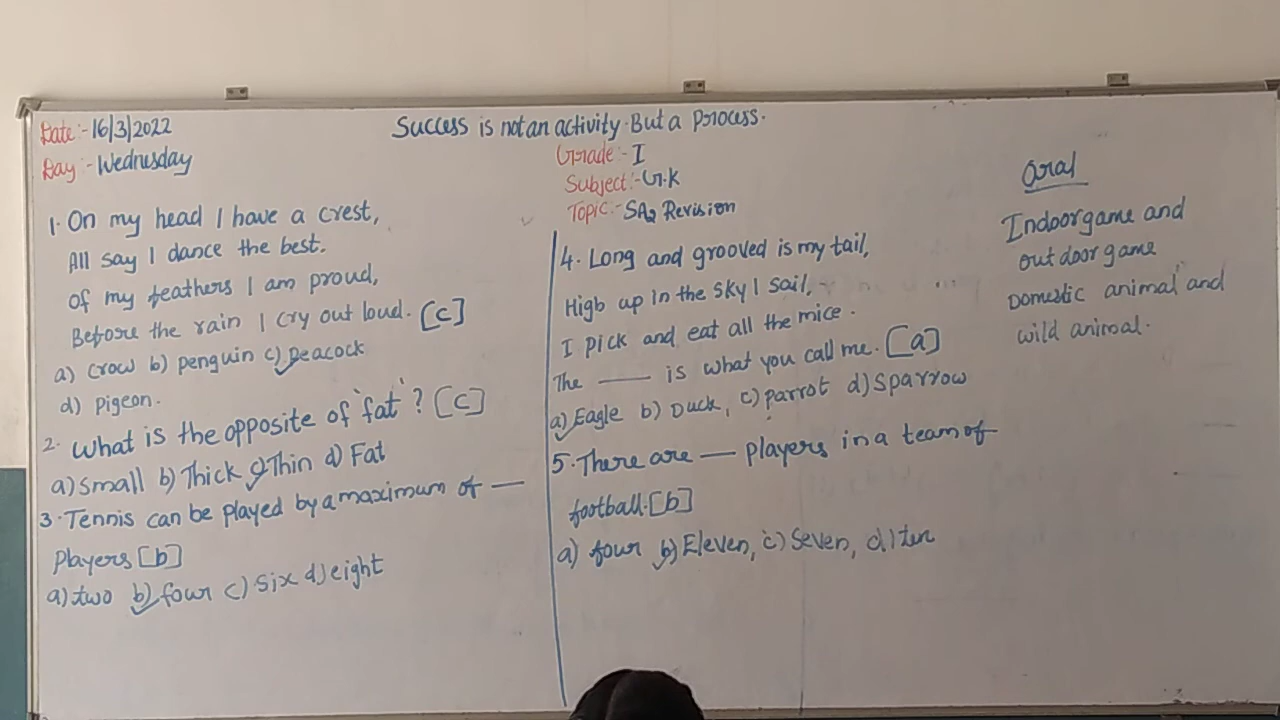 Date:-16/3/2022
Day:-Wednesday
Success is not an activity. But a process.
Grade:-I
Subject:-G.K
Topic:-SA2 Revision
1. On my head I have a crest,
All say I dance the best.
of my feathers I am proud,
Before the rain I cry out loud. [c]
a) crow b) penguin c) peacock
d) pigeon.
2. What is the opposite of 'fat'? [c]
a) small b) Thick c) Thin d) Fat
3. Tennis can be played by a maximum of —
Players [b]
a) two b) four c) six d) eight
4. Long and grooved is my tail,
High up in the sky I sail,
I pick and eat all the mice.
The —— is what you call me. [a]
a) Eagle b) Duck, c) parrot d) Sparrow
5. There are — players in a team of
football. [b]
a) four b) Eleven, c) Seven, d) ten
Oral
Indoor game and
out door game
Domestic animal and
wild animal.